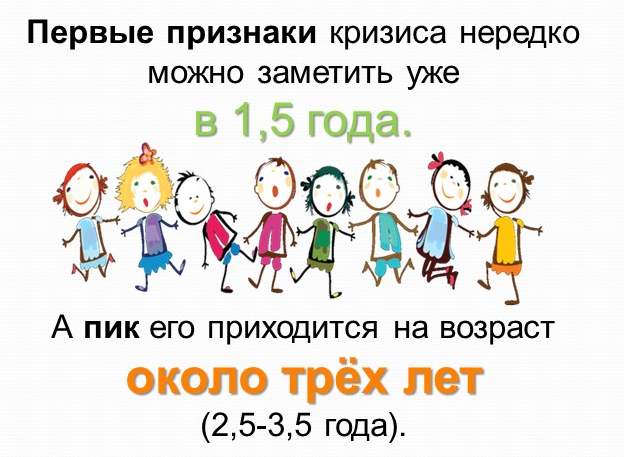 Первые признаки кризиса нередко
можно заметить уже
в 1,5 года.
А пик его приходится на возраст
около трёх лет
(2,5-3,5 года).